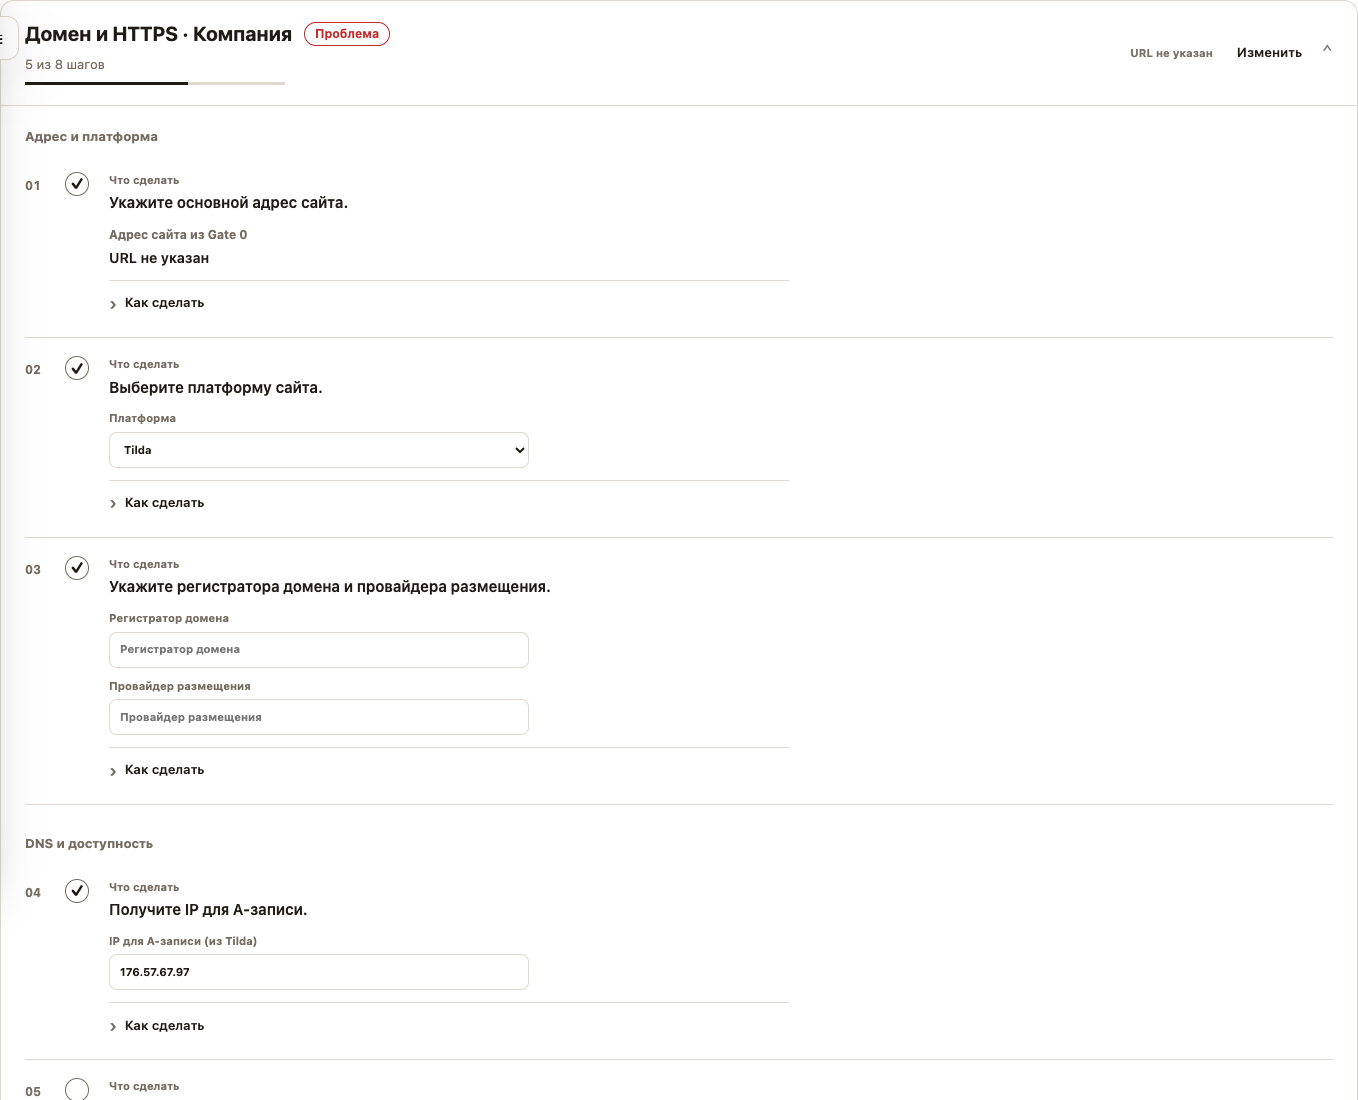 Домен и HTTPS · Компания
Проблема
5 из 8 шагов
URL не указан
Изменить
Адрес и платформа
01
Что сделать
Укажите основной адрес сайта.
Адрес сайта из Gate 0
URL не указан
Как сделать
02
Что сделать
Выберите платформу сайта.
Платформа
Tilda
Как сделать
03
Что сделать
Укажите регистратора домена и провайдера размещения.
Регистратор домена
Регистратор домена
Провайдер размещения
Провайдер размещения
Как сделать
DNS и доступность
04
Что сделать
Получите IP для A-записи.
IP для A-записи (из Tilda)
176.57.67.97
Как сделать
05
Что сделать